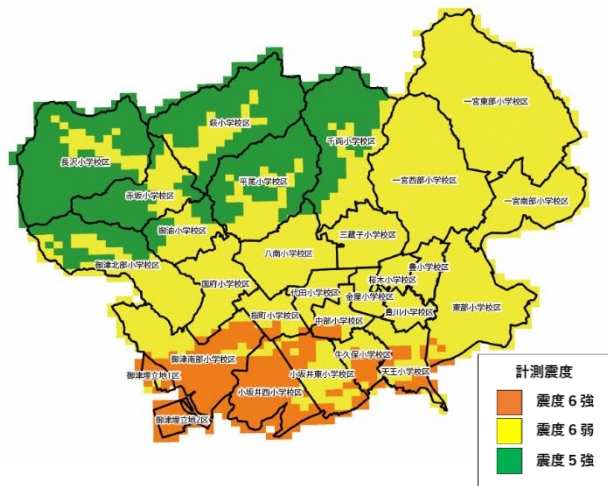 一宮東部小学校区
萩小学校区
千両小学校区
長沢小学校区
平尾小学校区
一宮西部小学校区
赤坂小学校区
一宮南部小学校区
御油小学校区
三蔵子小学校区
八南小学校区
御津北部小学校区
豊小学校区
国府小学校区
桜木小学校区
代田小学校区
金屋小学校区
桜町小学校区
東部小学校区
豊川小学校区
中部小学校区
御津南部小学校区
牛久保小学校区
御津埋立地1区
小坂井東小学校区
天王小学校区
小坂井西小学校区
御津埋立地2区
計測震度
震度6強
震度6弱
震度5強